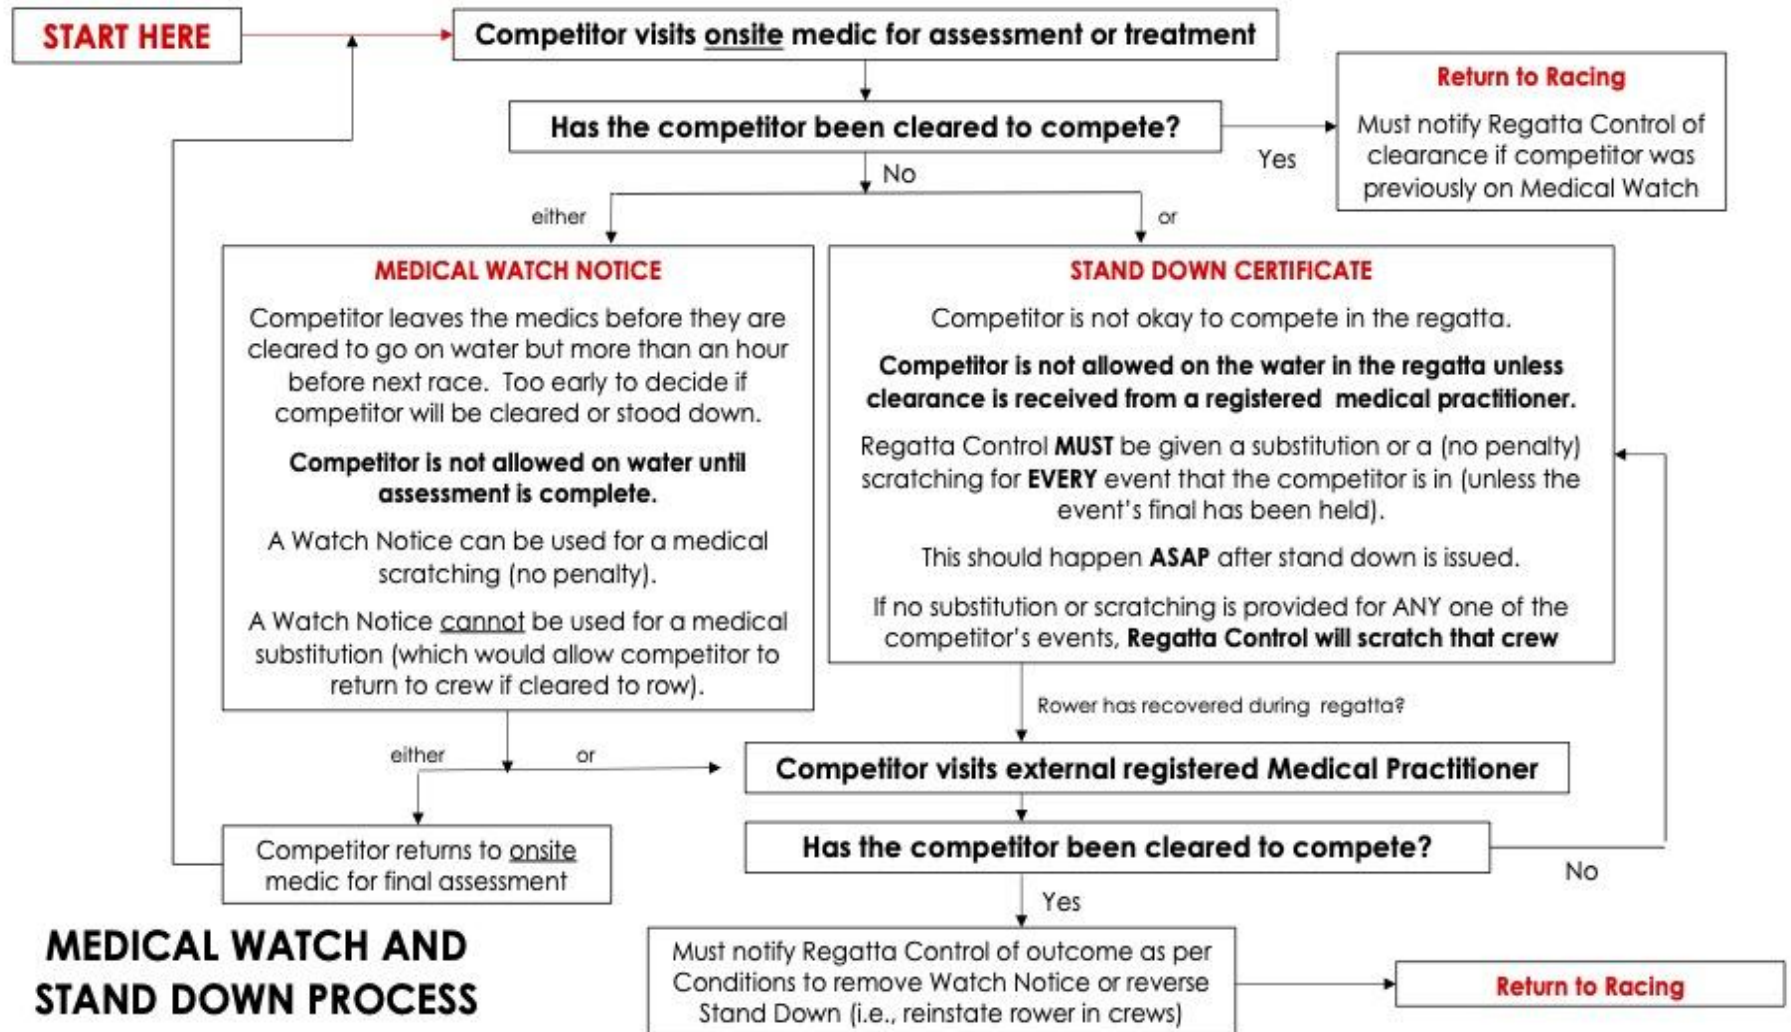 START HERE
Competitor visits onsite medic for assessment or treatment
Return to Racing
Must notify Regatta Control of
clearance if competitor was
previously on Medical Watch
Has the competitor been cleared to compete?
Yes
No
either
or
MEDICAL WATCH NOTICE
Competitor leaves the medics before they are
cleared to go on water but more than an hour
before next race. Too early to decide if
competitor will be cleared or stood down.
Competitor is not allowed on water until
assessment is complete.
A Watch Notice can be used for a medical
scratching (no penalty).
A Watch Notice cannot be used for a medical
substitution (which would allow competitor to
return to crew if cleared to row).
STAND DOWN CERTIFICATE
Competitor is not okay to compete in the regatta.
Competitor is not allowed on the water in the regatta unless
clearance is received from a registered medical practitioner.
Regatta Control MUST be given a substitution or a (no penalty)
scratching for EVERY event that the competitor is in (unless the
event's final has been held).
This should happen ASAP after stand down is issued.
If no substitution or scratching is provided for ANY one of the
competitor's events, Regatta Control will scratch that crew
Rower has recovered during regatta?
either
or
Competitor visits external registered Medical Practitioner
Competitor returns to onsite
medic for final assessment
Has the competitor been cleared to compete?
No
Yes
MEDICAL WATCH AND
STAND DOWN PROCESS
Must notify Regatta Control of outcome as per
Conditions to remove Watch Notice or reverse
Stand Down (i.e., reinstate rower in crews)
Return to Racing